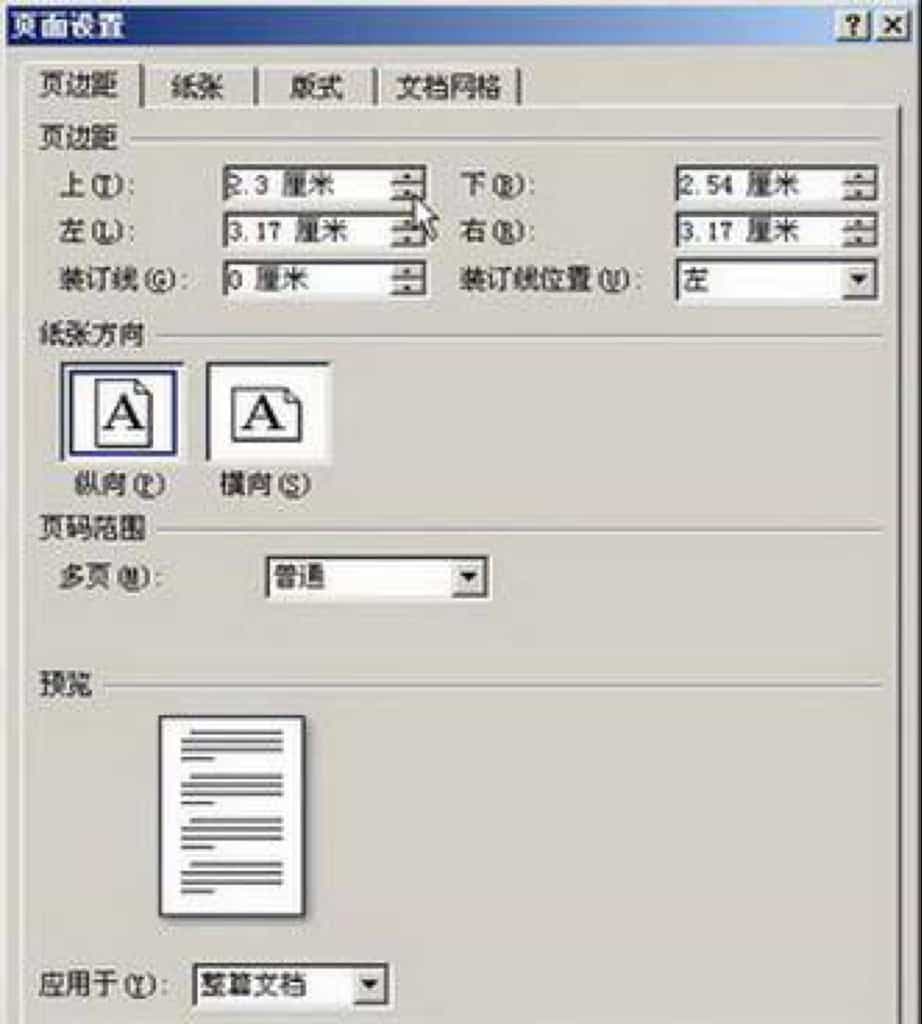 页面设置
页边距 纸张 版式 文档网格
页边距
上(T): 2.3 厘米 下(B): 2.54 厘米
左(L): 3.17 厘米 右(R): 3.17 厘米
装订线(G): 0 厘米 装订线位置(U): 左
纸张方向
A A
纵向(P) 横向(S)
页码范围
多页(M): 普通
预览
应用于(Y): 整篇文档